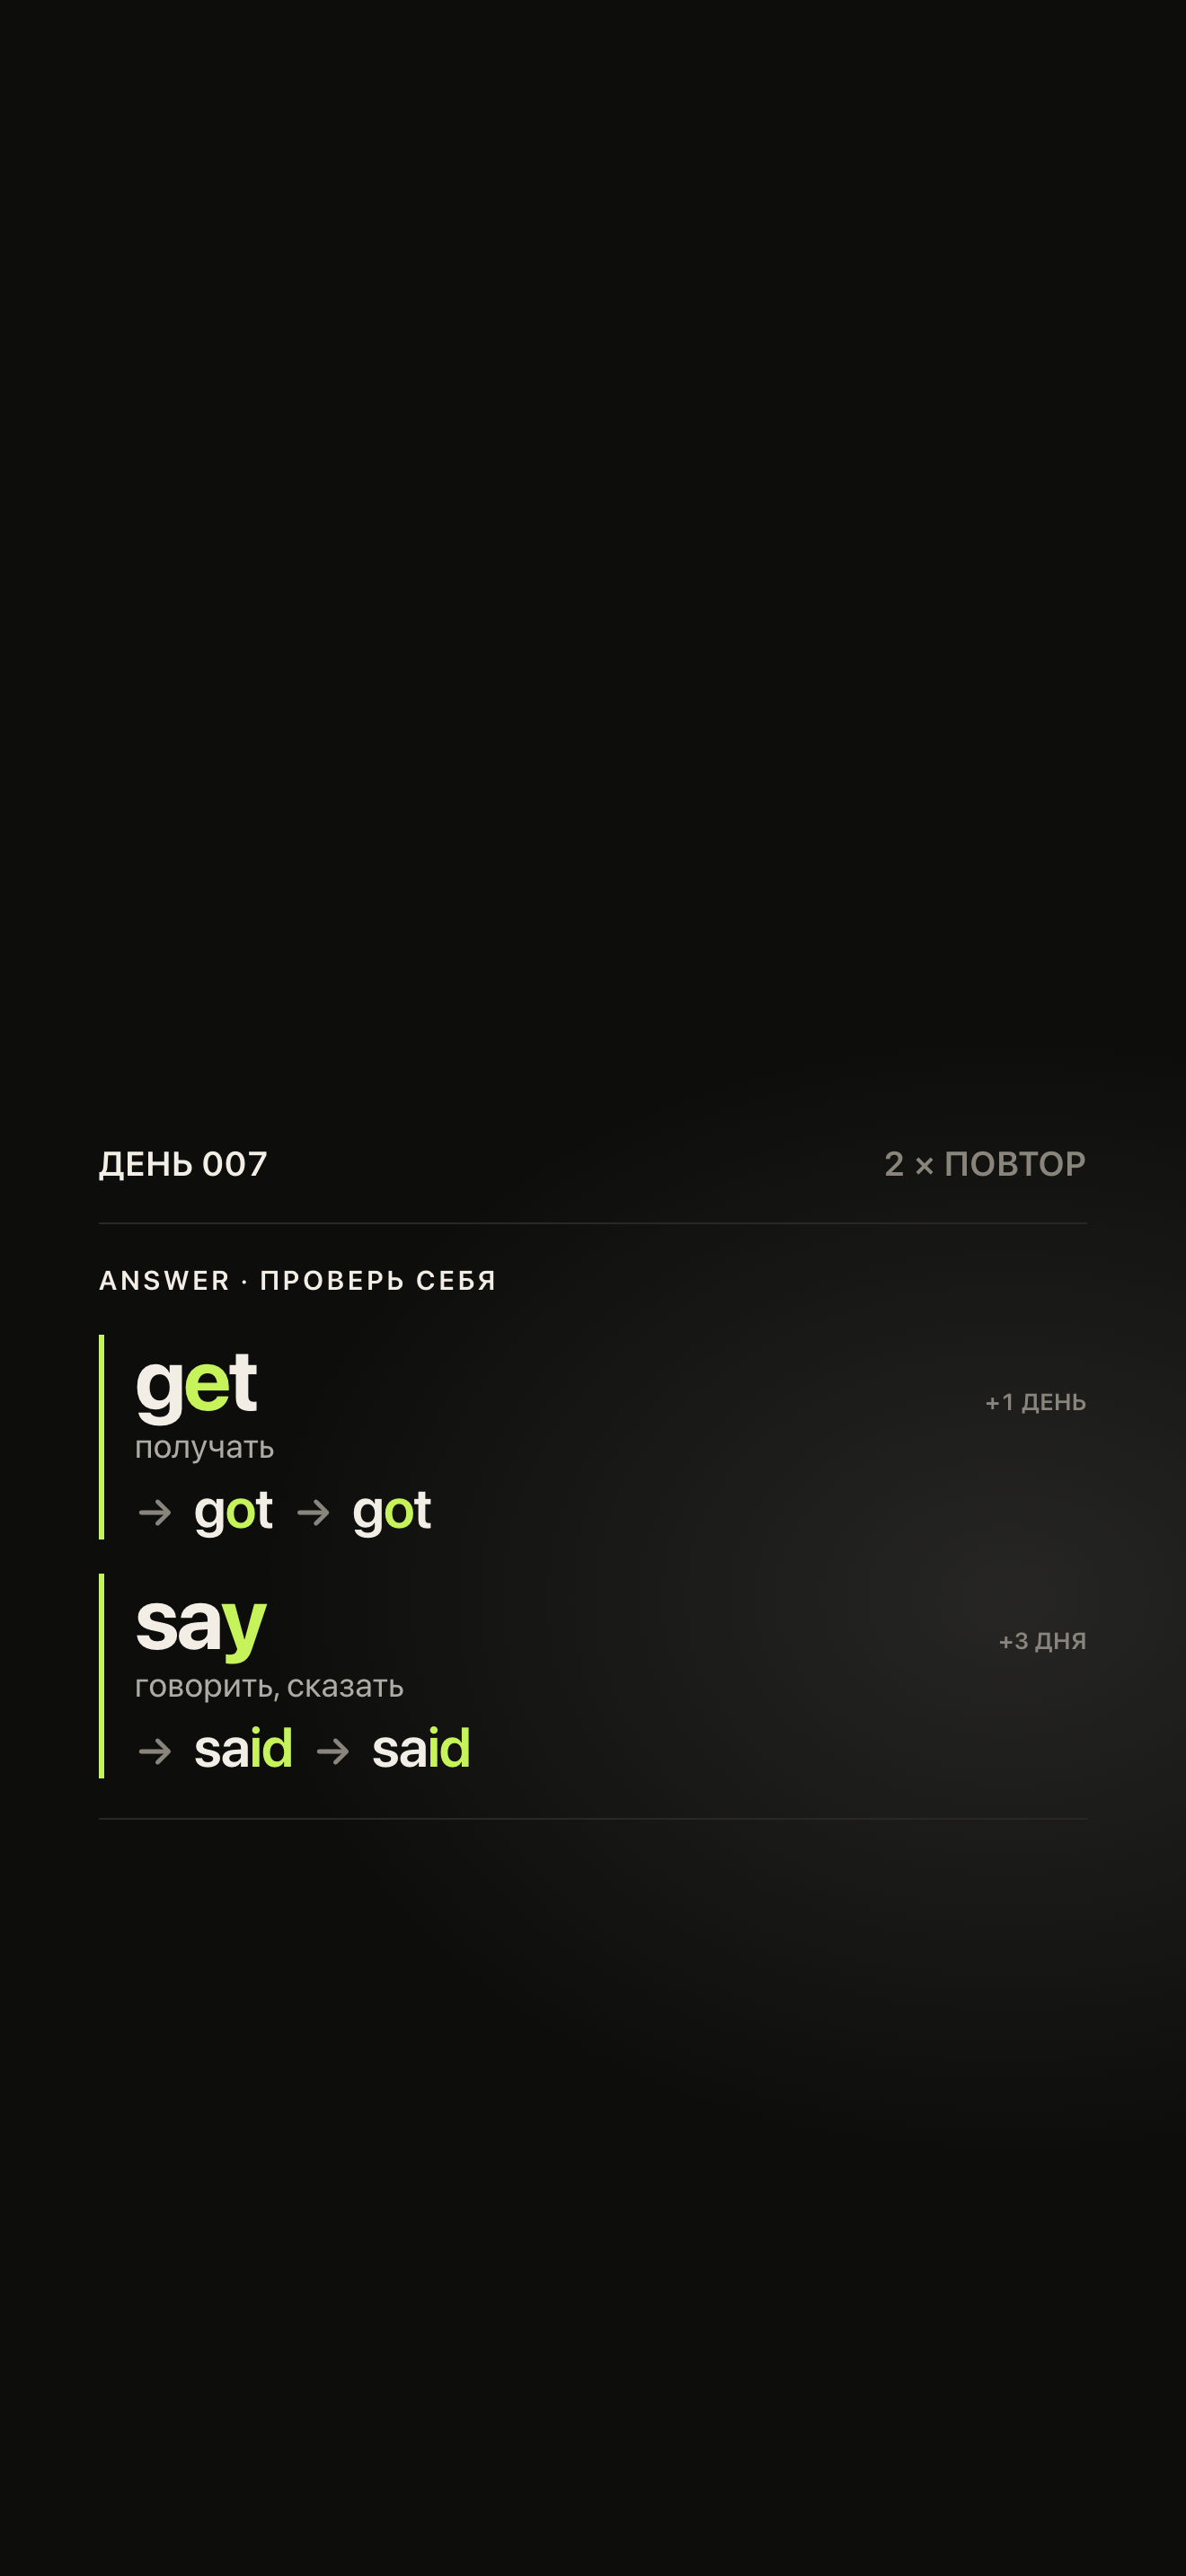 ДЕНЬ 007
2 × ПОВТОР
ANSWER · ПРОВЕРЬ СЕБЯ
get
+1 ДЕНЬ
получать
→ got → got
say
+3 ДНЯ
говорить, сказать
→ said → said